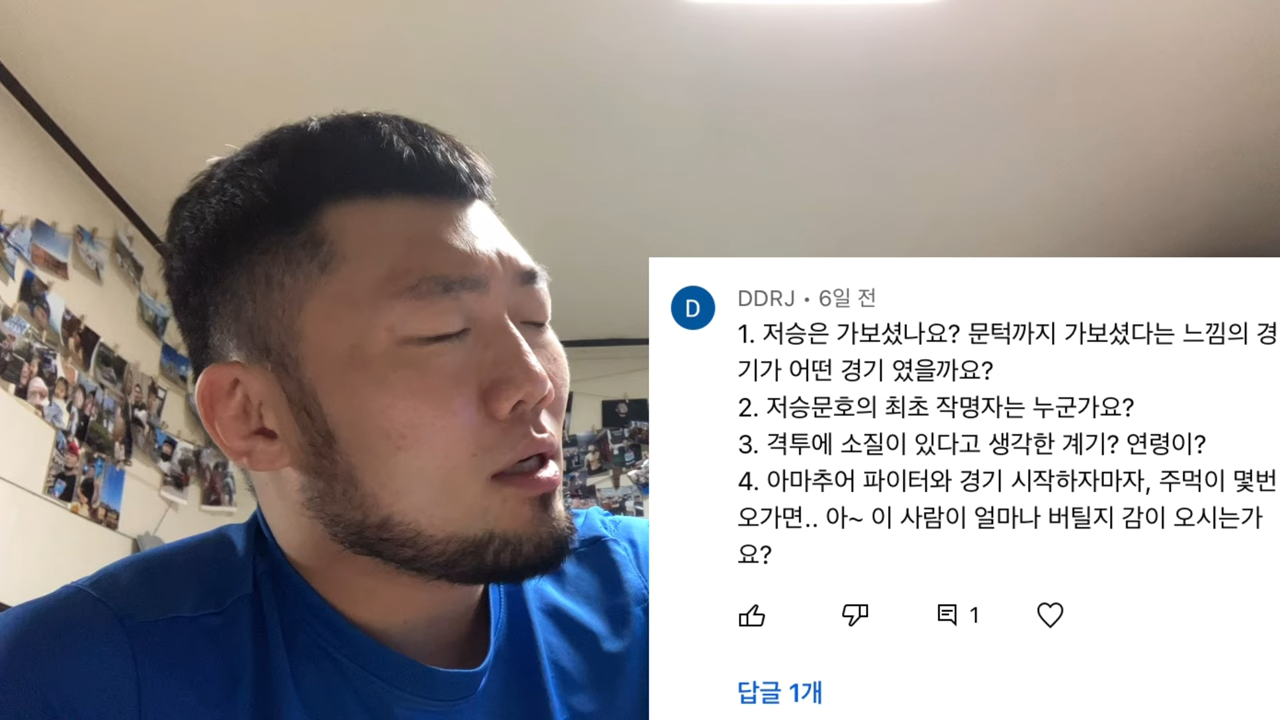 D
DDRJ • 6일 전
1. 저승은 가보셨나요? 문턱까지 가보셨다는 느낌의 경
기가 어떤 경기 였을까요?
2. 저승문호의 최초 작명자는 누군가요?
3. 격투에 소질이 있다고 생각한 계기? 연령이?
4. 아마추어 파이터와 경기 시작하자마자, 주먹이 몇번
오가면.. 아~ 이 사람이 얼마나 버틸지 감이 오시는가
요?
1
답글 1개